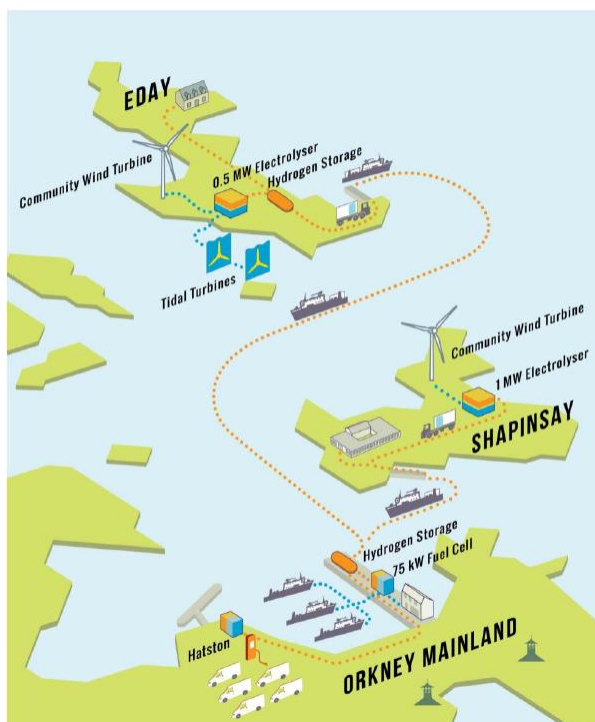 EDAY
Community Wind Turbine
0.5 MW Electrolyser
Hydrogen Storage
Tidal Turbines
Community Wind Turbine
1 MW Electrolyser
SHAPINSAY
Hydrogen Storage
75 kW Fuel Cell
Hatston
ORKNEY MAINLAND